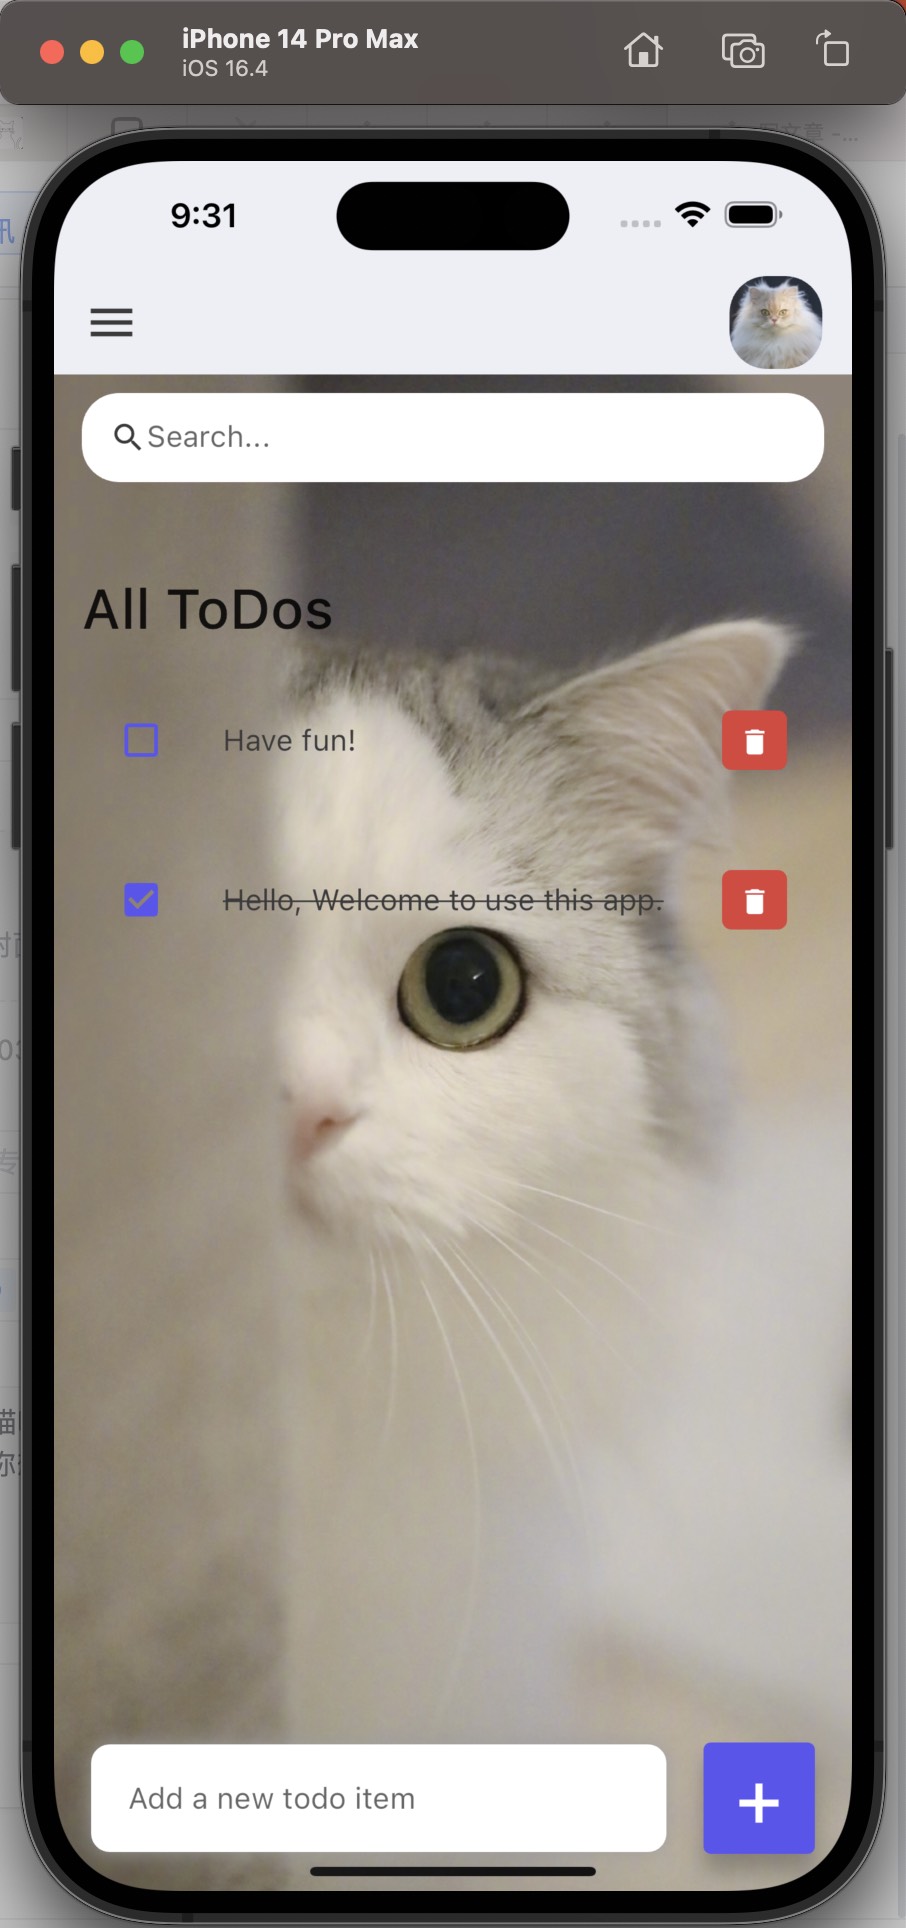 iPhone 14 Pro Max
iOS 16.4
9:31
Search...
All ToDos
Have fun!
Hello, Welcome to use this app.
Add a new todo item